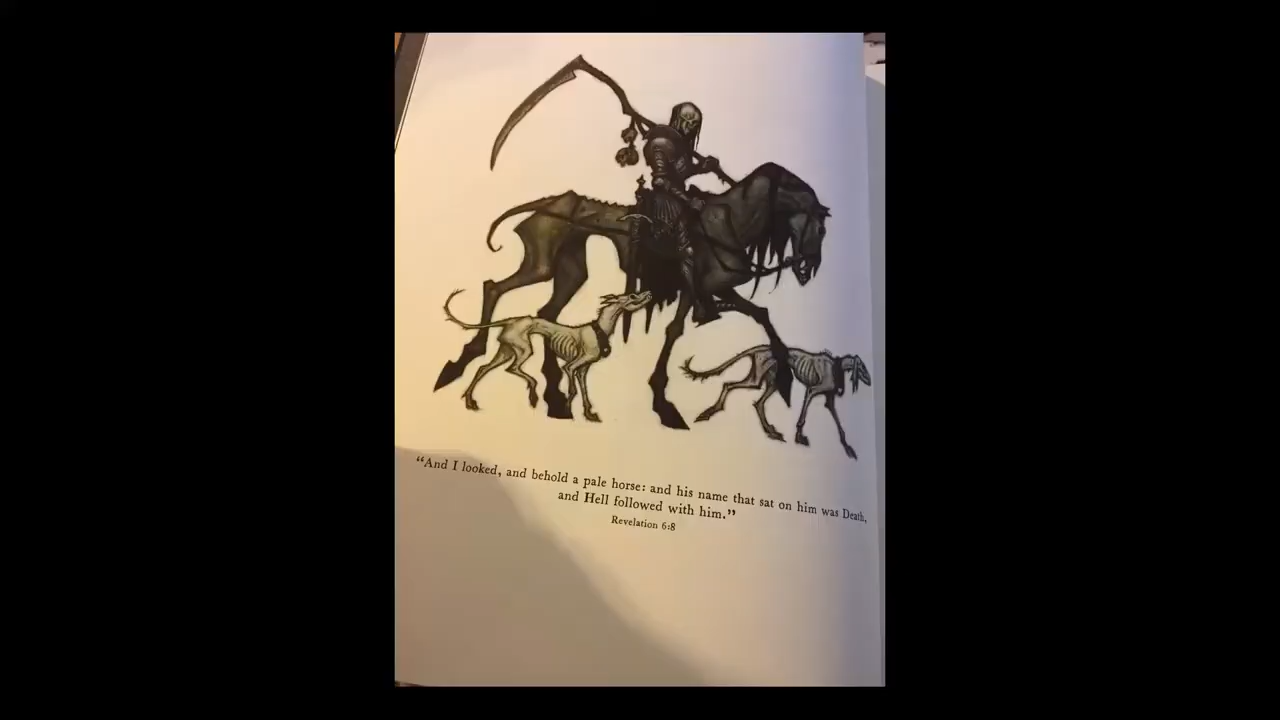 “And I looked, and behold a pale horse: and his name that sat on him was Death,
and Hell followed with him.”
Revelation 6:8